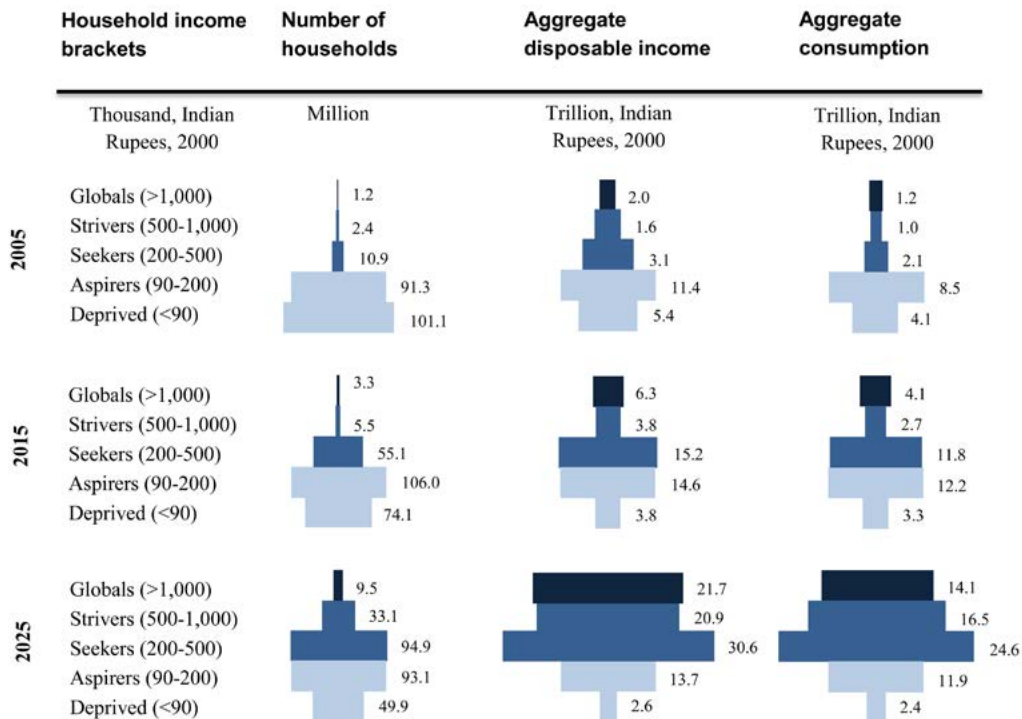 Household income brackets
Number of households
Aggregate disposable income
Aggregate consumption
Thousand, Indian Rupees, 2000
Million
Trillion, Indian Rupees, 2000
Trillion, Indian Rupees, 2000
2005
Globals (>1,000) 1.2 2.0 1.2
Strivers (500-1,000) 2.4 1.6 1.0
Seekers (200-500) 10.9 3.1 2.1
Aspirers (90-200) 91.3 11.4 8.5
Deprived (<90) 101.1 5.4 4.1
2015
Globals (>1,000) 3.3 6.3 4.1
Strivers (500-1,000) 5.5 3.8 2.7
Seekers (200-500) 55.1 15.2 11.8
Aspirers (90-200) 106.0 14.6 12.2
Deprived (<90) 74.1 3.8 3.3
2025
Globals (>1,000) 9.5 21.7 14.1
Strivers (500-1,000) 33.1 20.9 16.5
Seekers (200-500) 94.9 30.6 24.6
Aspirers (90-200) 93.1 13.7 11.9
Deprived (<90) 49.9 2.6 2.4